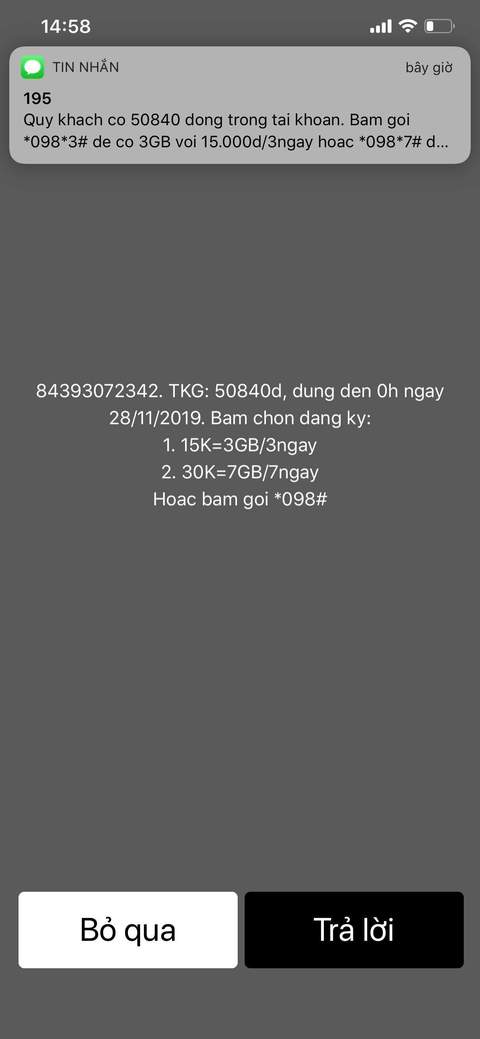 14:58
TIN NHẮN
bây giờ
195
Quy khach co 50840 dong trong tai khoan. Bam goi
*098*3# de co 3GB voi 15.000d/3ngay hoac *098*7# d...
84393072342. TKG: 50840d, dung den 0h ngay
28/11/2019. Bam chon dang ky:
1. 15K=3GB/3ngay
2. 30K=7GB/7ngay
Hoac bam goi *098#
Bỏ qua
Trả lời